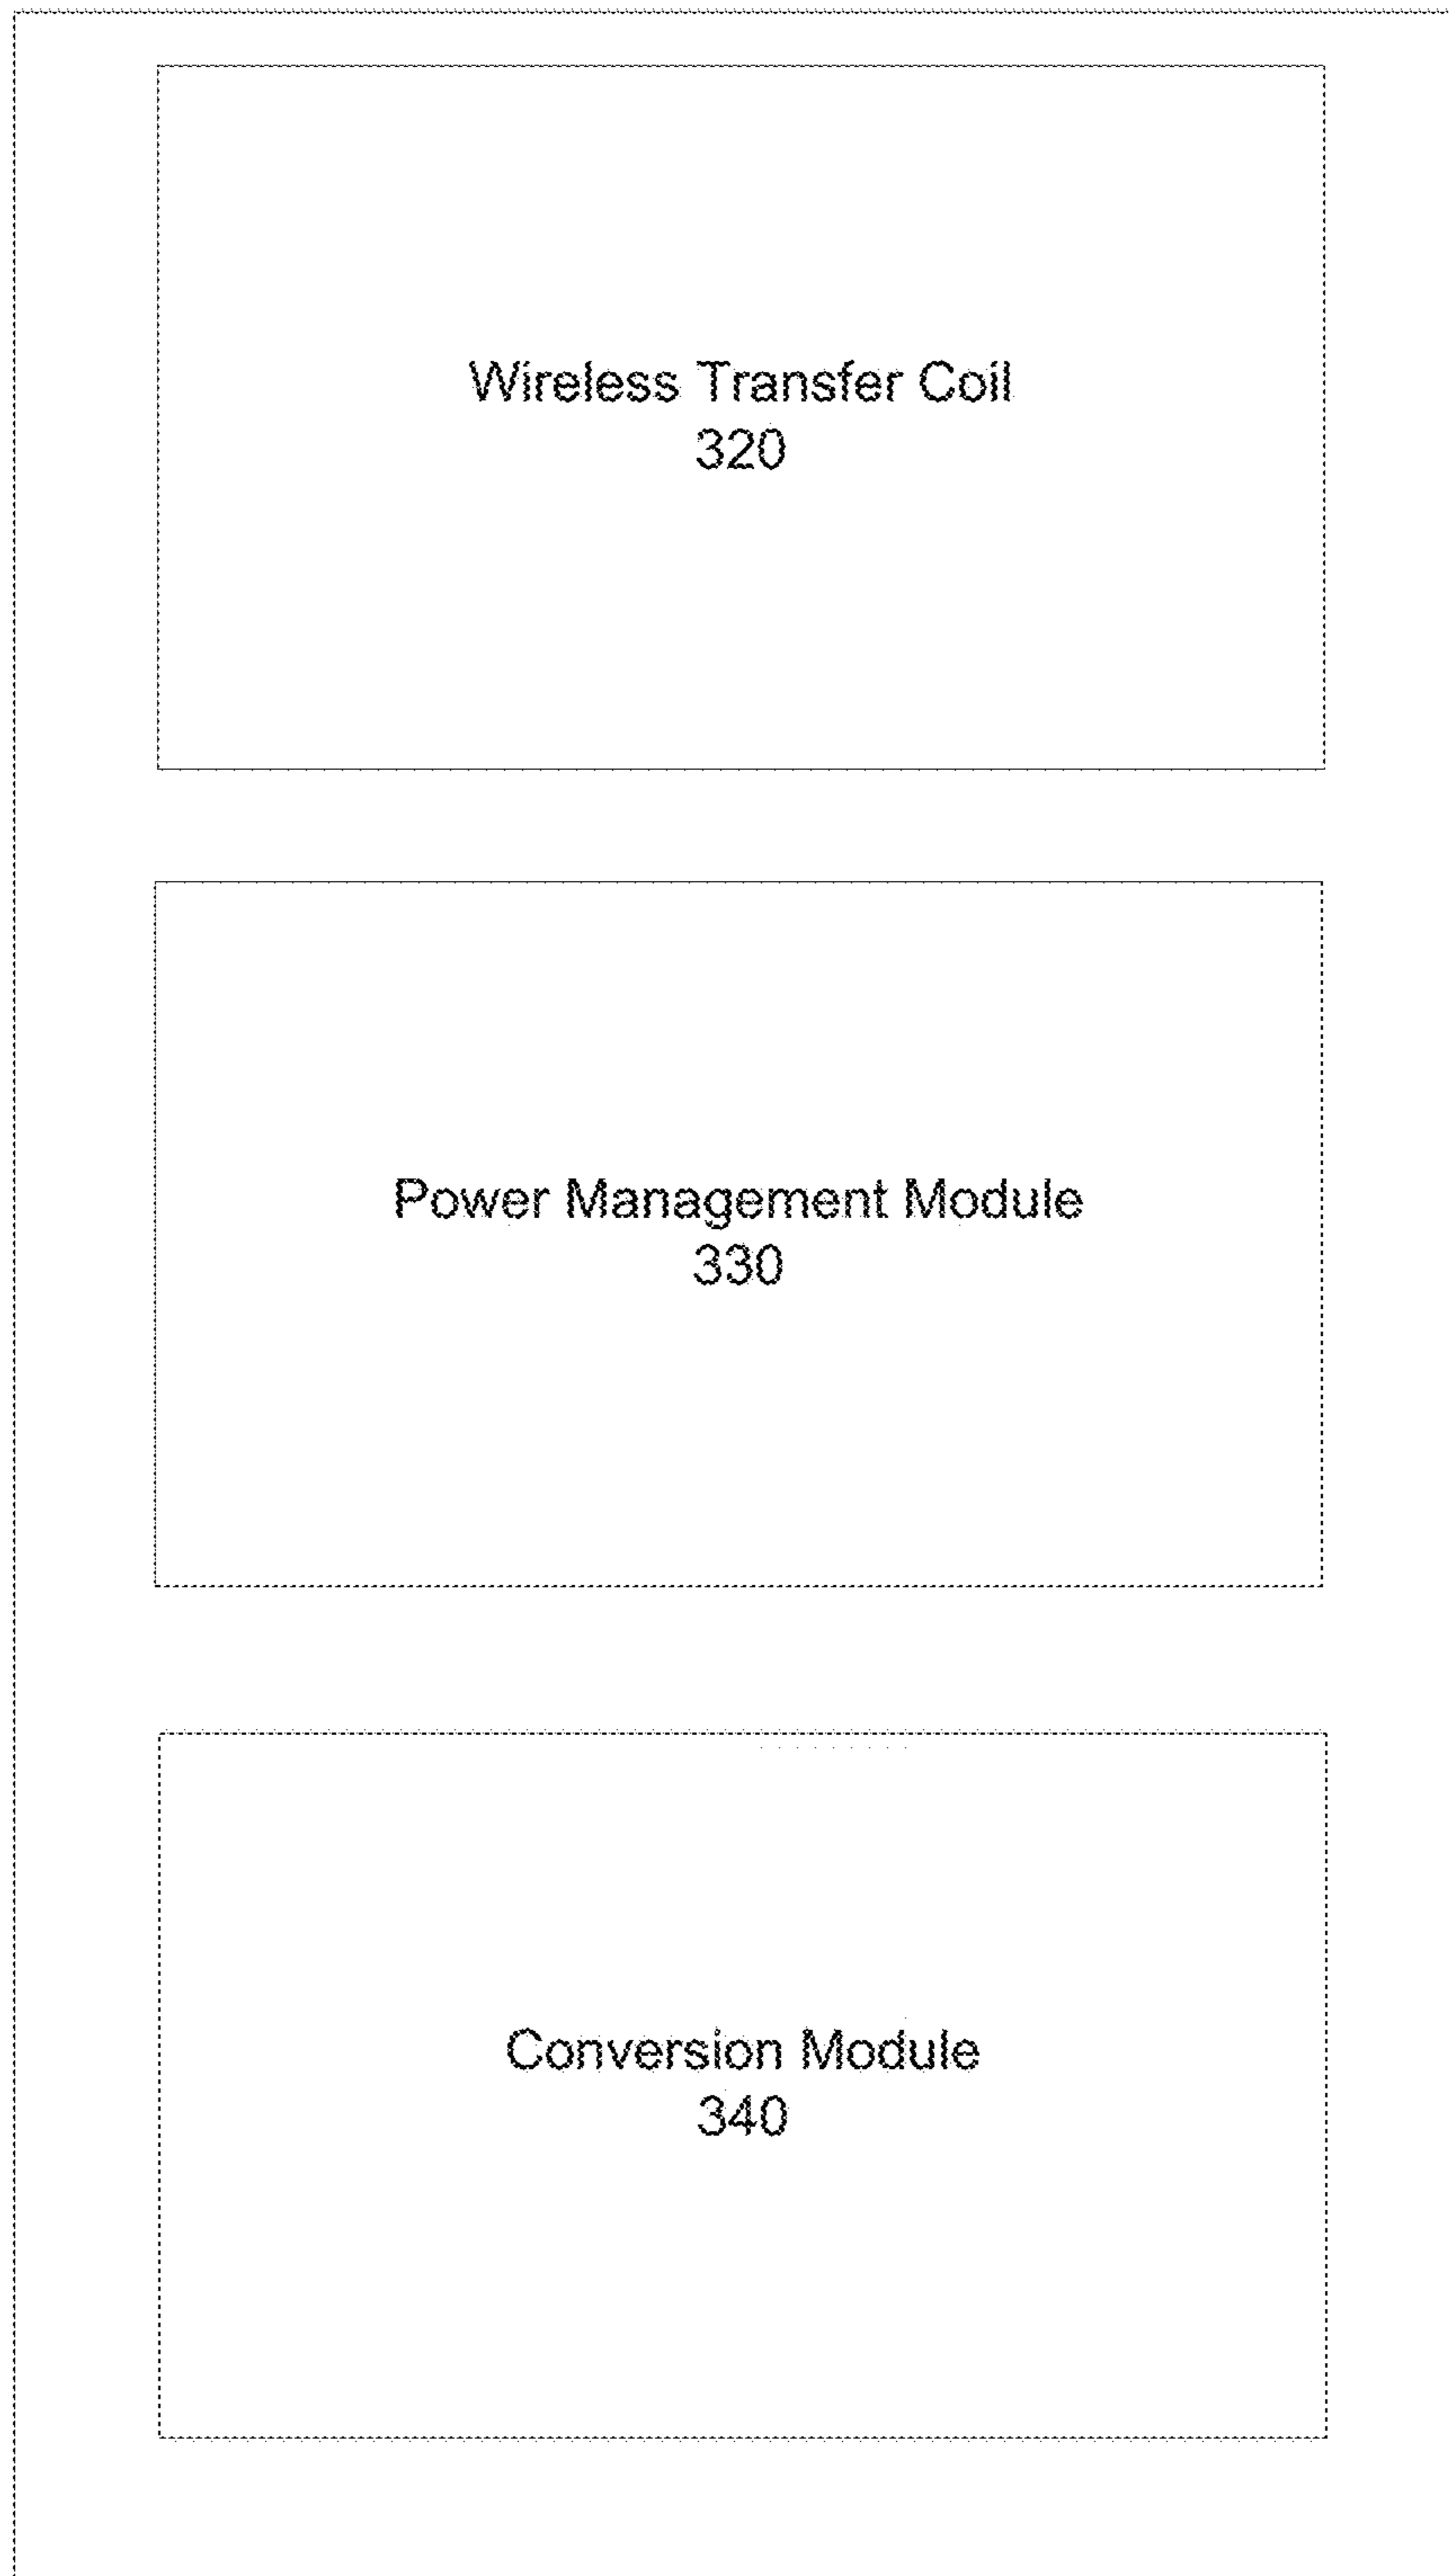 Wireless Transfer Coil
320
Power Management Module
330
Conversion Module
340